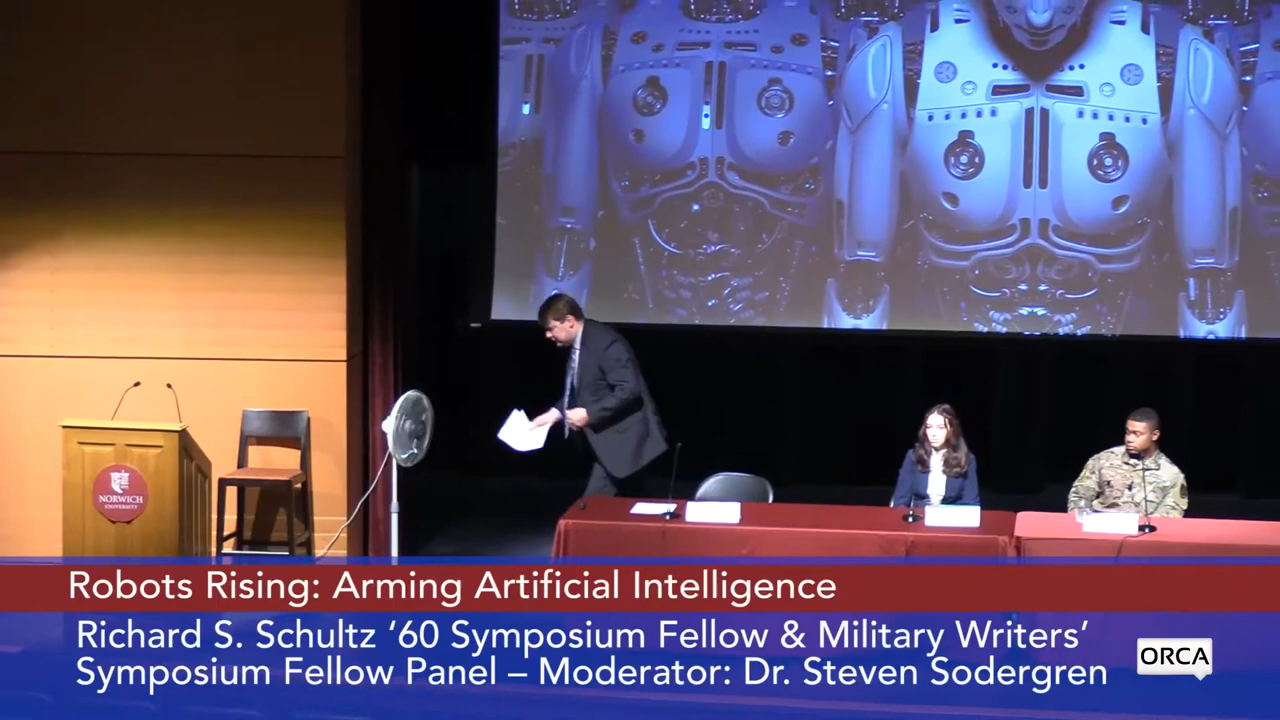 NORWICH
UNIVERSITY
Robots Rising: Arming Artificial Intelligence
Richard S. Schultz ‘60 Symposium Fellow & Military Writers’
Symposium Fellow Panel – Moderator: Dr. Steven Sodergren
ORCA